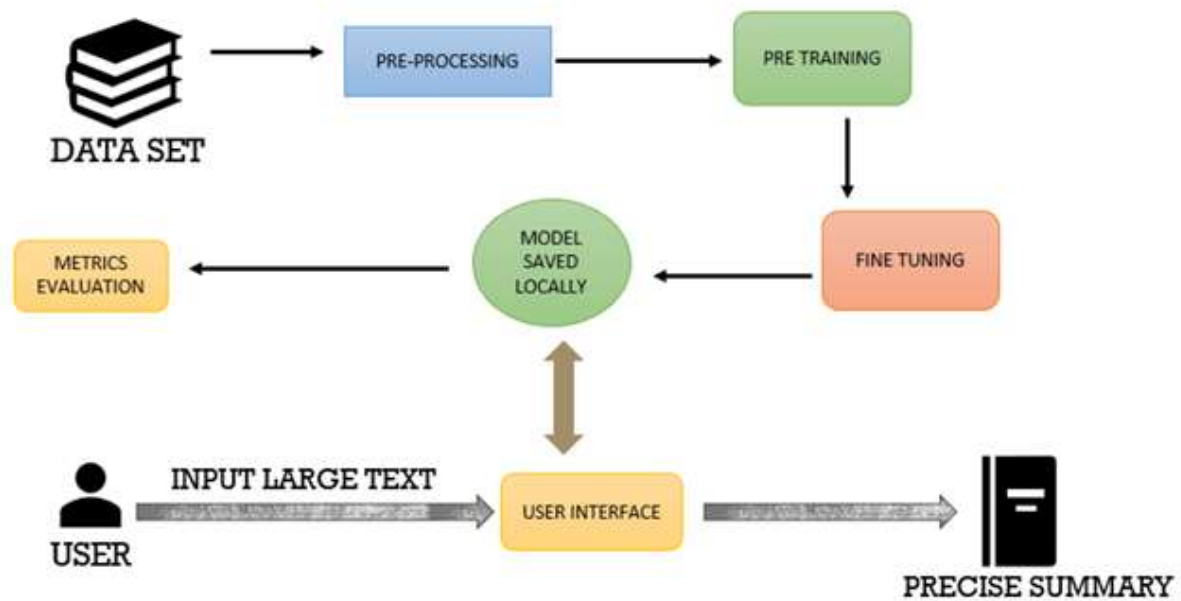 DATA SET
PRE-PROCESSING
PRE TRAINING
METRICS
EVALUATION
MODEL
SAVED
LOCALLY
FINE TUNING
INPUT LARGE TEXT
USER
USER INTERFACE
PRECISE SUMMARY